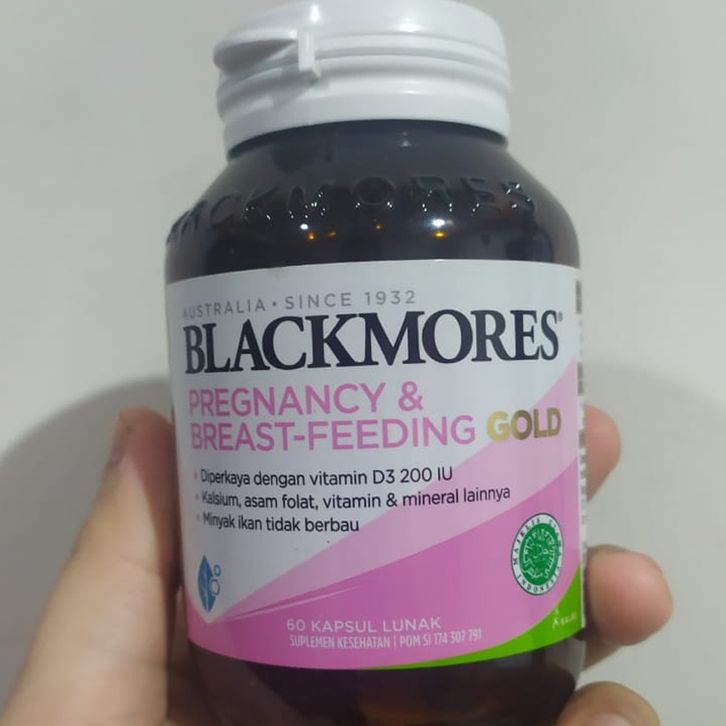 BLACKMORES
AUSTRALIA • SINCE 1932
BLACKMORES®
PREGNANCY &
BREAST-FEEDING GOLD
• Diperkaya dengan vitamin D3 200 IU
• Kalsium, asam folat, vitamin & mineral lainnya
• Minyak ikan tidak berbau
60 KAPSUL LUNAK
SUPLEMEN KESEHATAN | POM SI 174 307 791